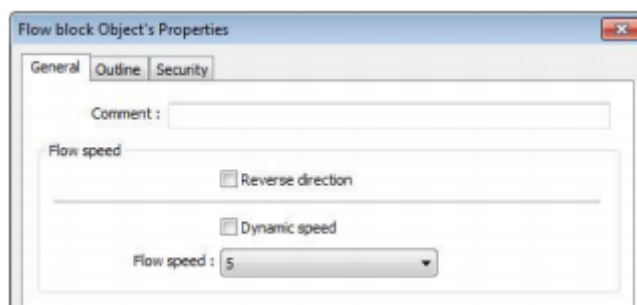 Flow block Object's Properties
General Outline Security
Comment :
Flow speed
Reverse direction
Dynamic speed
Flow speed : 5